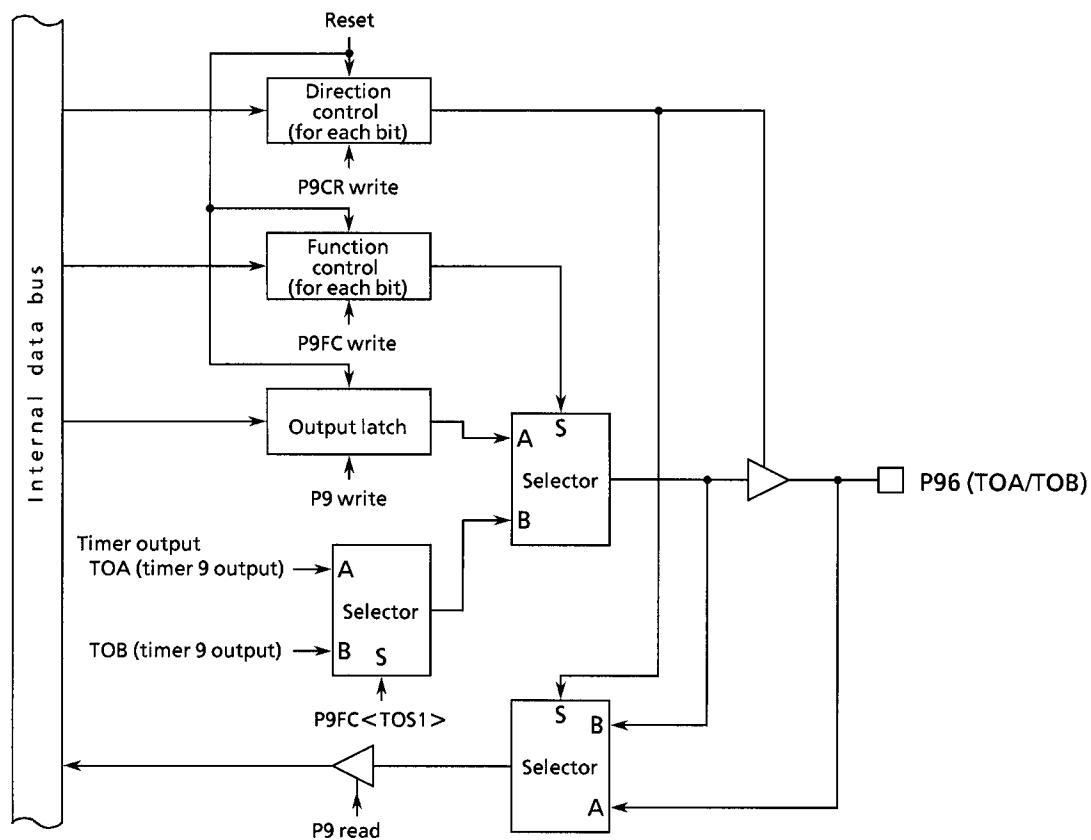 Reset
Direction
control
(for each bit)
P9CR write
Function
control
(for each bit)
P9FC write
Internal data bus
Output latch
P9 write
A
S
Selector
B
P96 (TOA/TOB)
Timer output
TOA (timer 9 output)
A
Selector
TOB (timer 9 output)
B
S
P9FC<TOS1>
S
B
Selector
A
P9 read